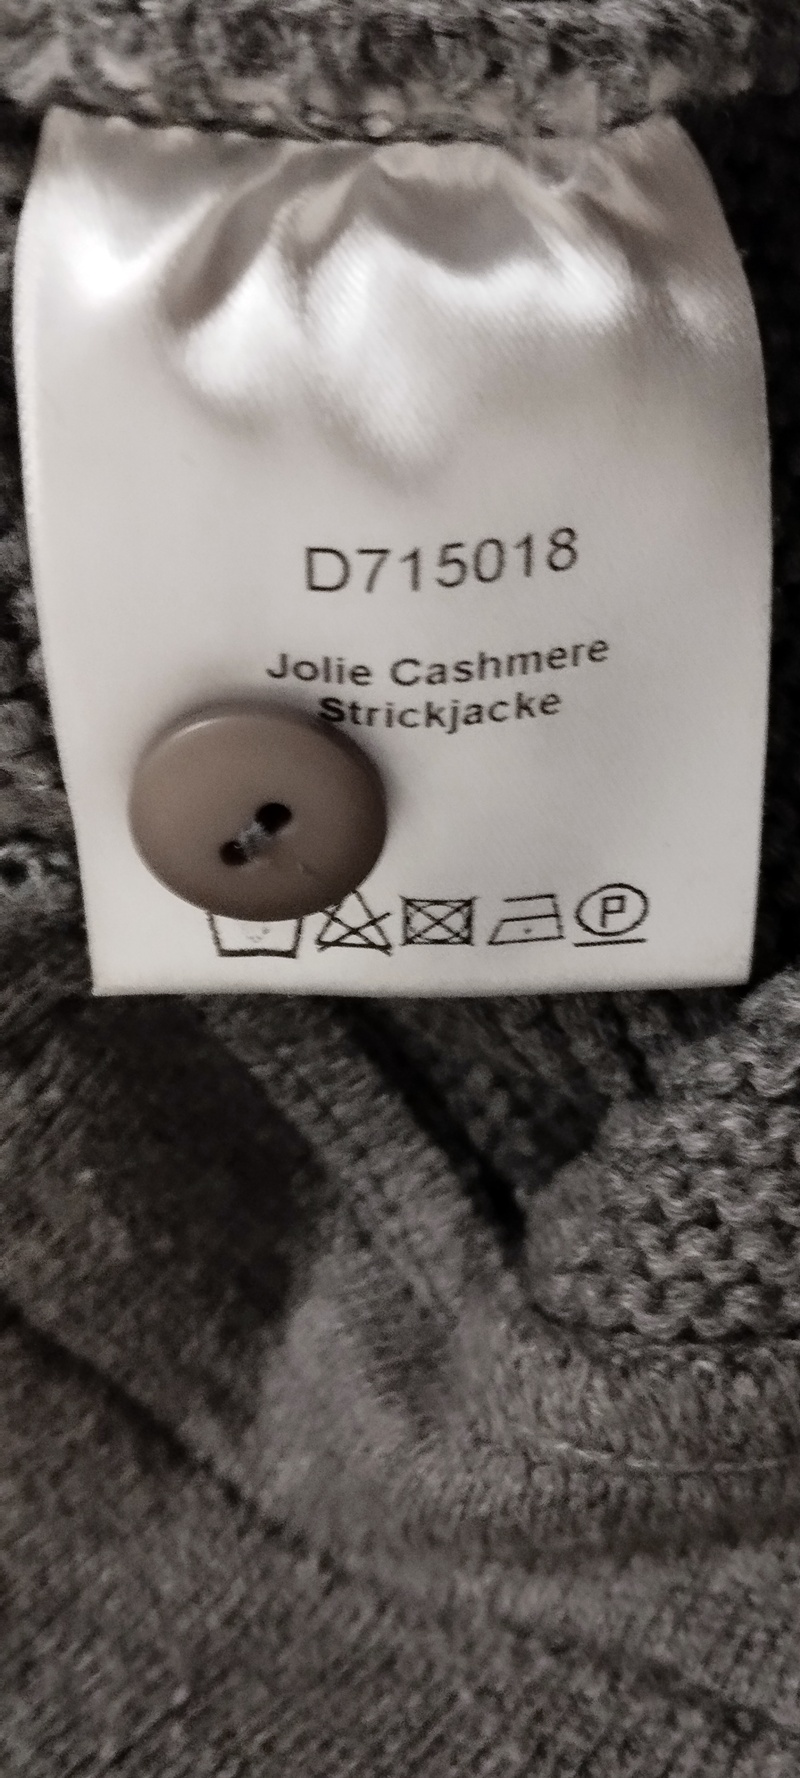 D715018
Jolie Cashmere
Strickjacke
P